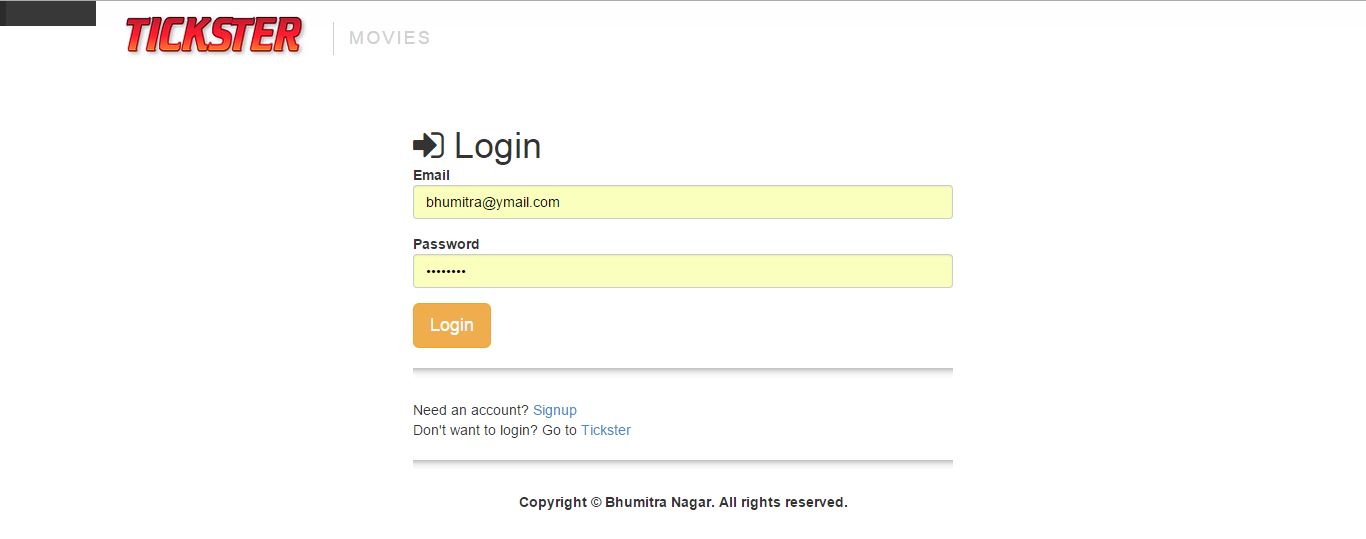 TICKSTER
MOVIES
Login
Email
bhumitra@ymail.com
Password
••••••••
Login
Need an account? Signup
Don't want to login? Go to Tickster
Copyright © Bhumitra Nagar. All rights reserved.